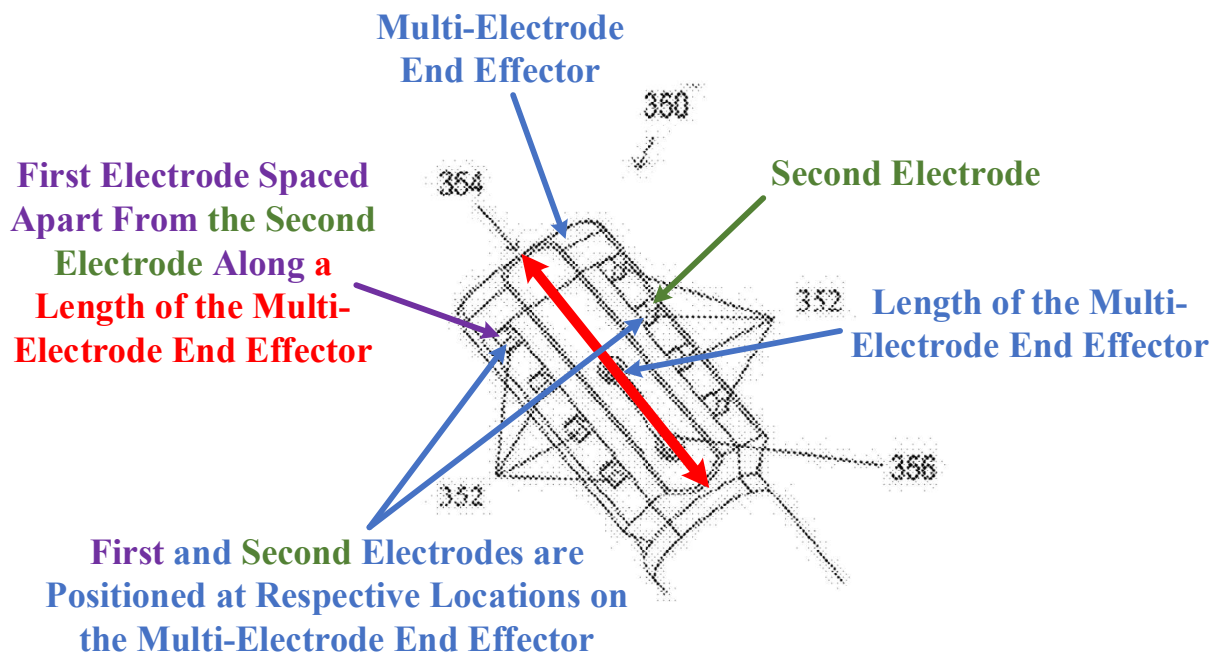 Multi-Electrode
End Effector
350
First Electrode Spaced
Apart From the Second
Electrode Along a
Length of the Multi-
Electrode End Effector
354
Second Electrode
352
Length of the Multi-
Electrode End Effector
352
356
First and Second Electrodes are
Positioned at Respective Locations on
the Multi-Electrode End Effector